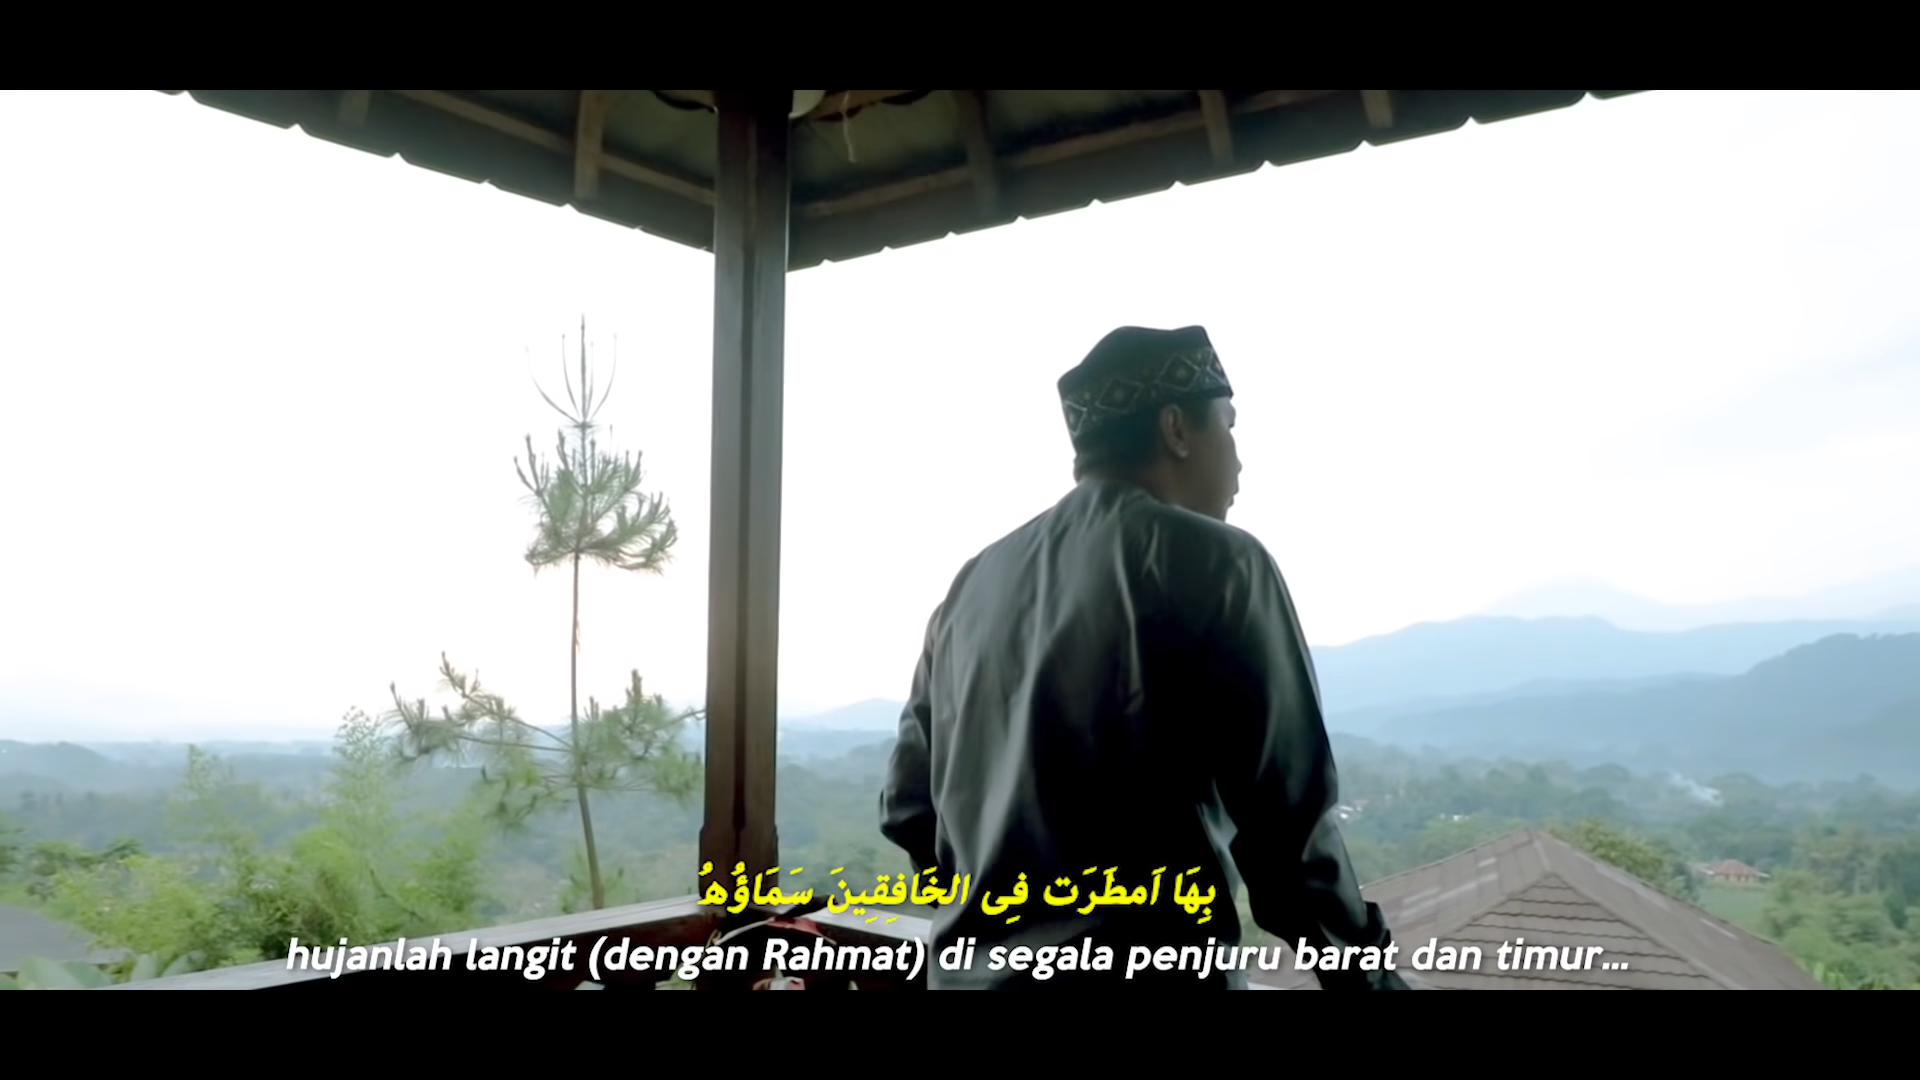 بِهَا اَمطَرَت فِى الخَافِقِينَ سَمَاؤُهُ
hujanlah langit (dengan Rahmat) di segala penjuru barat dan timur...